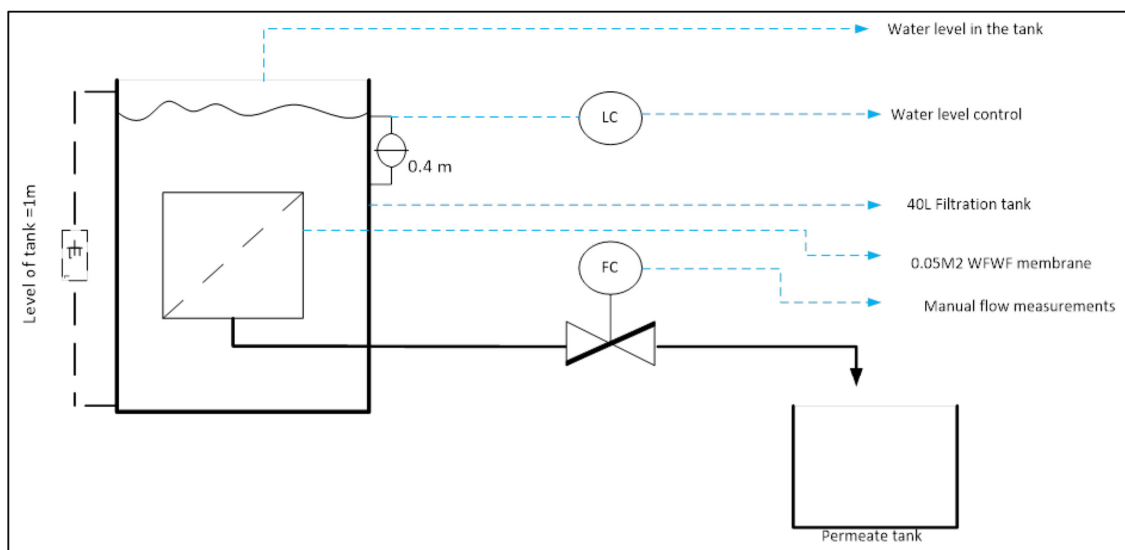 Water level in the tank
LC
Water level control
0.4 m
Level of tank =1m
40L Filtration tank
FC
0.05M2 WFWF membrane
Manual flow measurements
Permeate tank